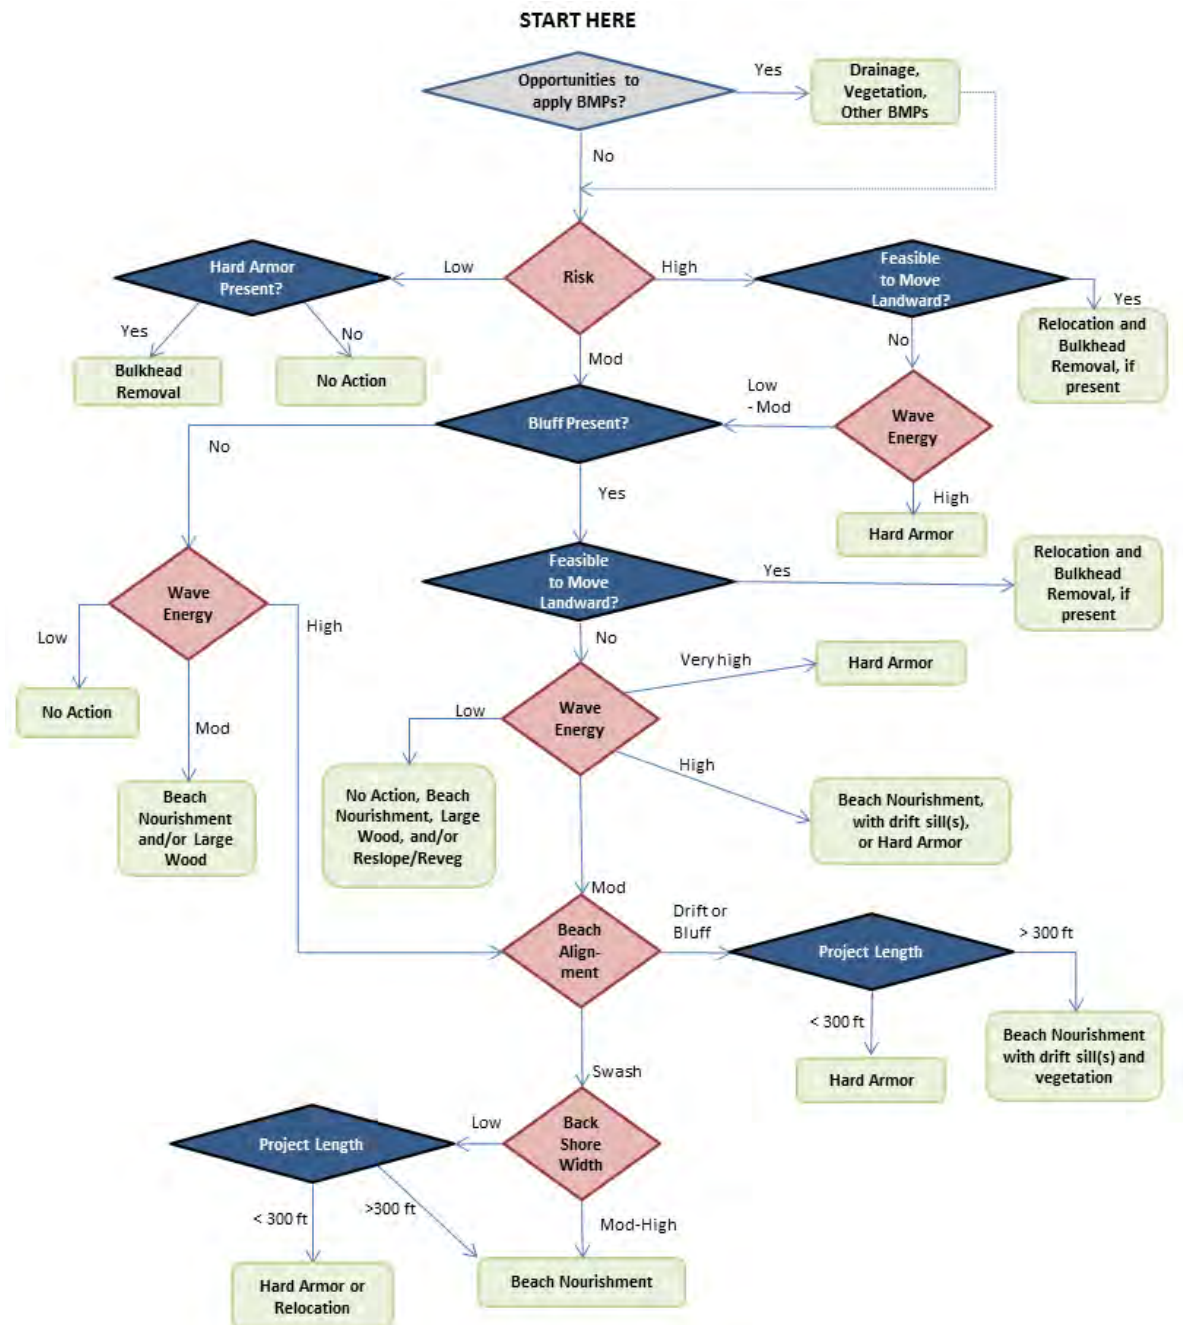 START HERE
Opportunities to
apply BMPs?
Yes
Drainage,
Vegetation,
Other BMPs
No
Hard Armor
Present?
Low
Risk
High
Feasible
to Move
Landward?
Yes
Yes
No
Mod
No
Relocation and
Bulkhead
Removal, if
present
Bulkhead
Removal
No Action
Low
- Mod
Bluff Present?
Wave
Energy
No
Yes
High
Hard Armor
Wave
Energy
Feasible
to Move
Landward?
Yes
Relocation and
Bulkhead
Removal, if
present
Low
High
No
Very high
Hard Armor
No Action
Mod
Low
Wave
Energy
High
Beach
Nourishment
and/or Large
Wood
No Action, Beach
Nourishment, Large
Wood, and/or
Reslope/Reveg
Beach Nourishment,
with drift sill(s),
or Hard Armor
Mod
Beach
Align-
ment
Drift or
Bluff
Project Length
> 300 ft
< 300 ft
Hard Armor
Beach Nourishment
with drift sill(s) and
vegetation
Swash
Project Length
Low
Back
Shore
Width
< 300 ft
>300 ft
Mod-High
Hard Armor or
Relocation
Beach Nourishment